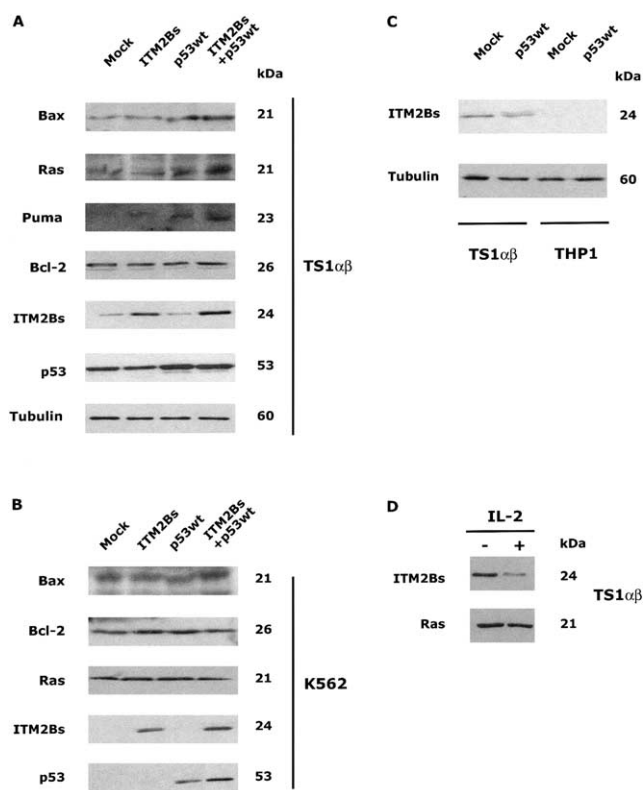 A
Mock ITM2Bs p53wt ITM2Bs +p53wt
kDa
Bax 21
Ras 21
Puma 23
Bcl-2 26
TS1αβ
ITM2Bs 24
p53 53
Tubulin 60
B
Mock ITM2Bs p53wt ITM2Bs +p53wt
Bax 21
Bcl-2 26
Ras 21
K562
ITM2Bs 24
p53 53
C
Mock p53wt Mock p53wt
kDa
ITM2Bs 24
Tubulin 60
TS1αβ THP1
D
IL-2
- + kDa
ITM2Bs 24
TS1αβ
Ras 21